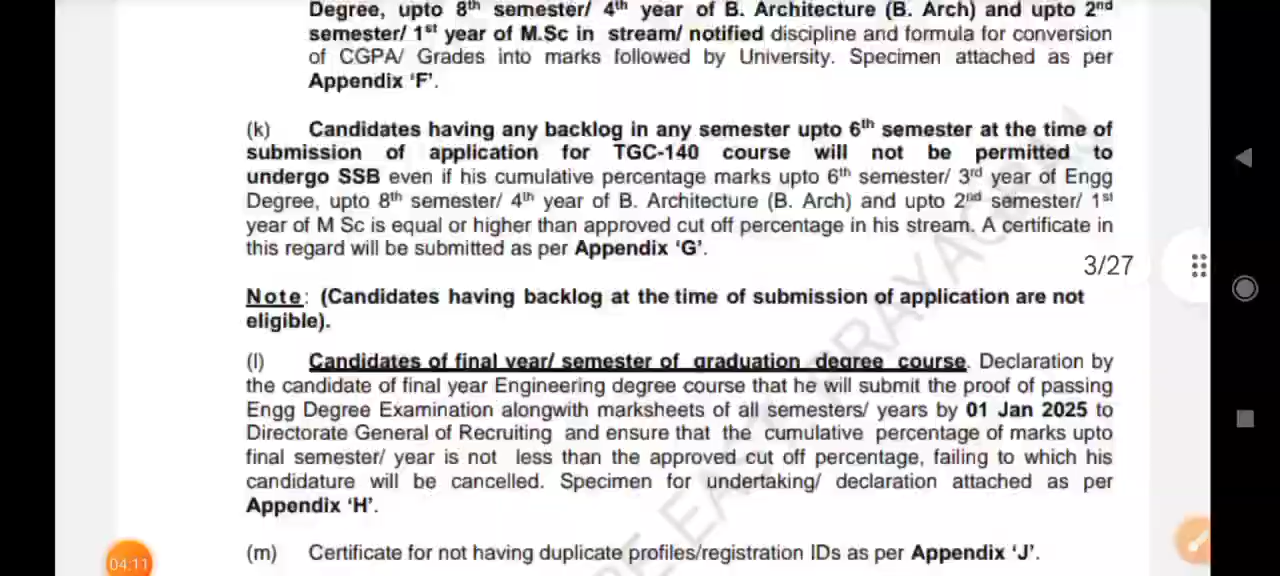 Degree, upto 8th semester/ 4th year of B. Architecture (B. Arch) and upto 2nd
semester/ 1st year of M.Sc in stream/ notified discipline and formula for conversion
of CGPA/ Grades into marks followed by University. Specimen attached as per
Appendix ‘F’.
(k) Candidates having any backlog in any semester upto 6th semester at the time of
submission of application for TGC-140 course will not be permitted to
undergo SSB even if his cumulative percentage marks upto 6th semester/ 3rd year of Engg
Degree, upto 8th semester/ 4th year of B. Architecture (B. Arch) and upto 2nd semester/ 1st
year of M Sc is equal or higher than approved cut off percentage in his stream. A certificate in
this regard will be submitted as per Appendix ‘G’.
3/27
Note: (Candidates having backlog at the time of submission of application are not
eligible).
(l) Candidates of final year/ semester of graduation degree course. Declaration by
the candidate of final year Engineering degree course that he will submit the proof of passing
Engg Degree Examination alongwith marksheets of all semesters/ years by 01 Jan 2025 to
Directorate General of Recruiting and ensure that the cumulative percentage of marks upto
final semester/ year is not less than the approved cut off percentage, failing to which his
candidature will be cancelled. Specimen for undertaking/ declaration attached as per
Appendix ‘H’.
(m) Certificate for not having duplicate profiles/registration IDs as per Appendix ‘J’.
04:11